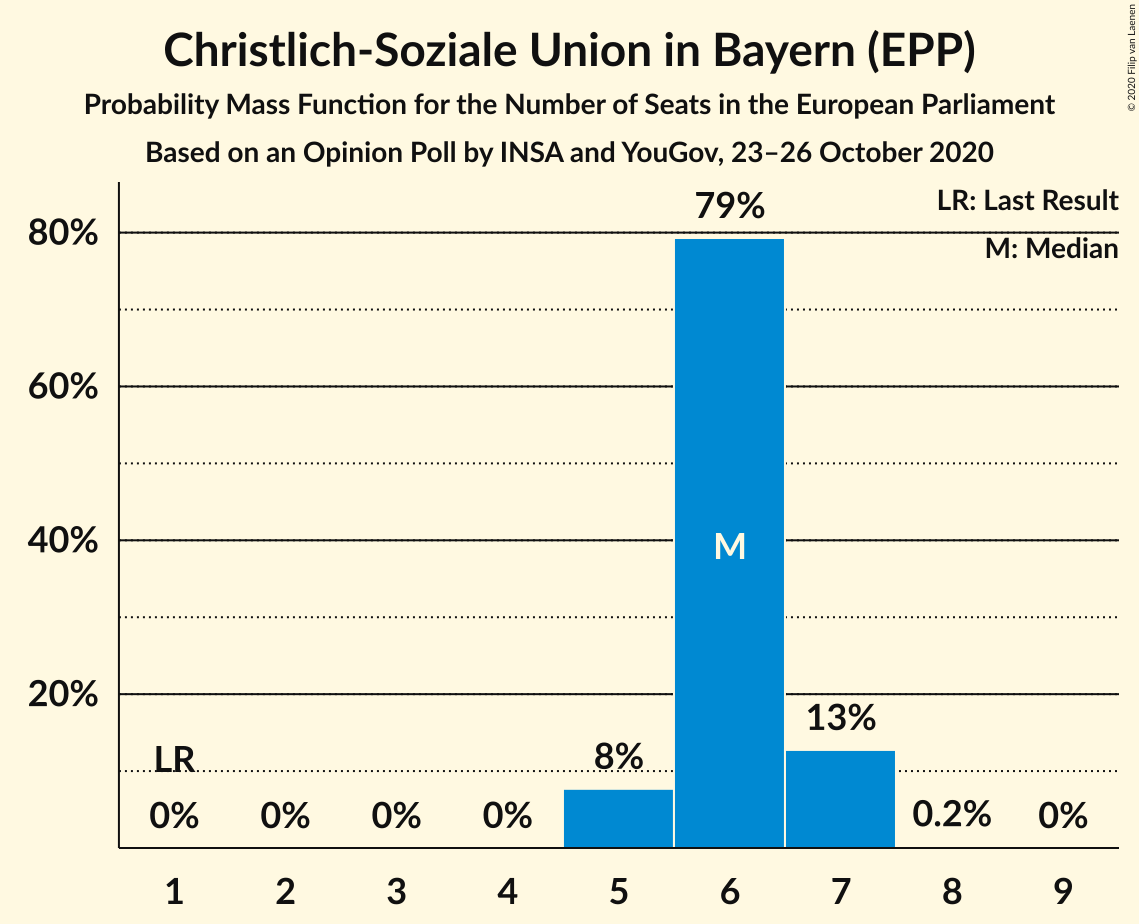 Christlich-Soziale Union in Bayern (EPP)
Probability Mass Function for the Number of Seats in the European Parliament
Based on an Opinion Poll by INSA and YouGov, 23–26 October 2020
© 2020 Filip van Laenen
LR: Last Result
M: Median
80%
60%
40%
20%
79%
M
13%
8%
LR
0%
0%
0%
0%
0.2%
0%
1
2
3
4
5
6
7
8
9